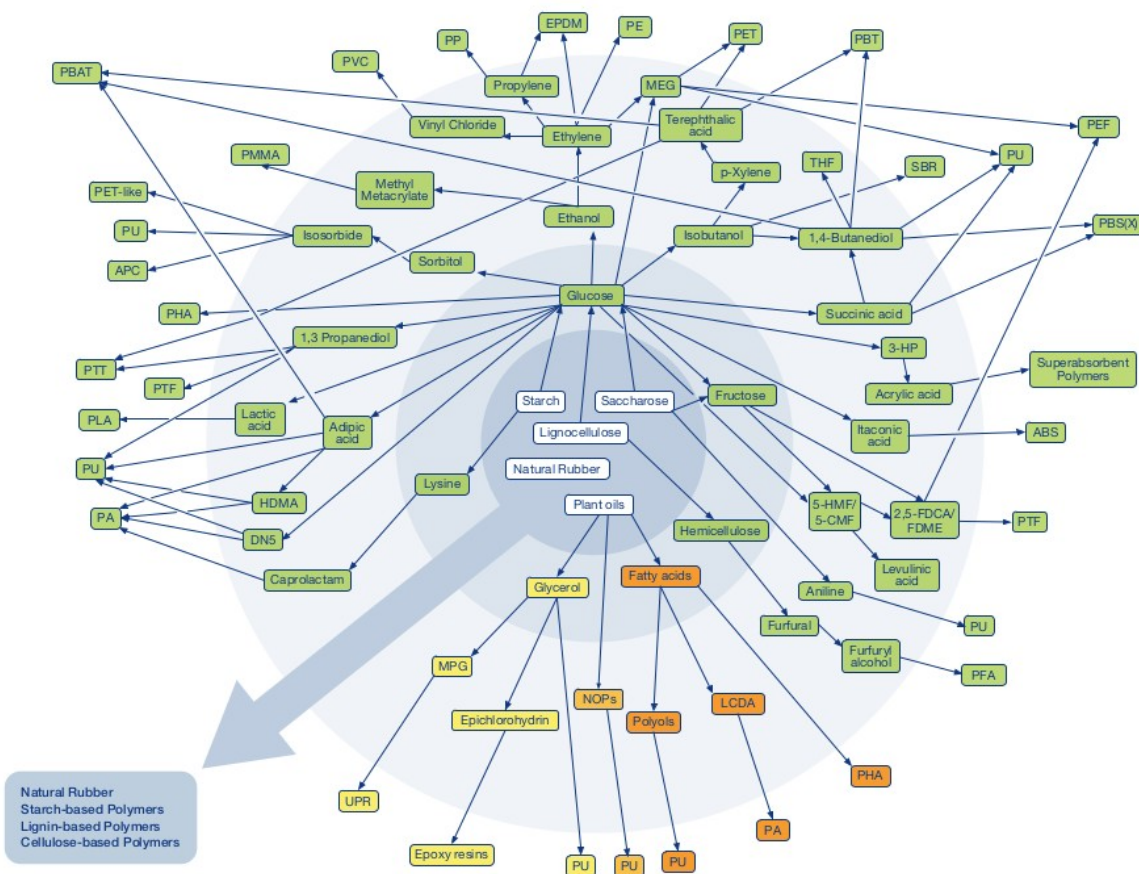 EPDM
PE
PP
PET
PBT
PVC
PBAT
Propylene
MEG
Vinyl Chloride
Ethylene
Terephthalic
acid
PEF
PMMA
THF
SBR
PU
PET-like
Methyl
Metacrylate
p-Xylene
Ethanol
PU
Isosorbide
Isobutanol
1,4-Butanediol
PBS(X)
APC
Sorbitol
Glucose
PHA
Succinic acid
1,3 Propanediol
3-HP
PTT
Superabsorbent
Polymers
PTF
Starch
Saccharose
Fructose
Acrylic acid
PLA
Lactic
acid
Adipic
acid
Lignocellulose
Itaconic
acid
ABS
PU
Natural Rubber
Lysine
HDMA
Plant oils
5-HMF/
5-CMF
2,5-FDCA/
FDME
PTF
PA
Hemicellulose
DN5
Caprolactam
Glycerol
Fatty acids
Levulinic
acid
Aniline
Furfural
PU
MPG
Furfuryl
alcohol
PFA
NOPs
LCDA
Epichlorohydrin
Polyols
PHA
UPR
PA
Epoxy resins
PU
PU
PU
Natural Rubber
Starch-based Polymers
Lignin-based Polymers
Cellulose-based Polymers